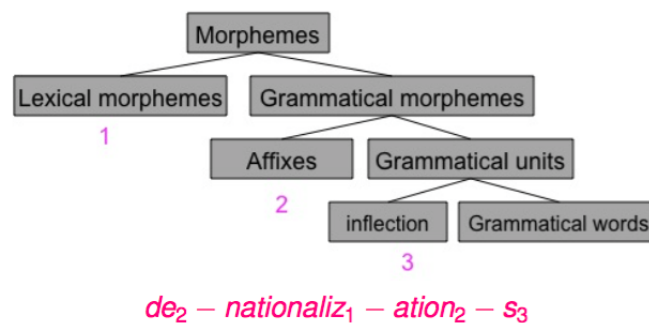 Morphemes
Lexical morphemes Grammatical morphemes
1
Affixes Grammatical units
2
inflection Grammatical words
3
de₂ – nationaliz₁ – ation₂ – s₃